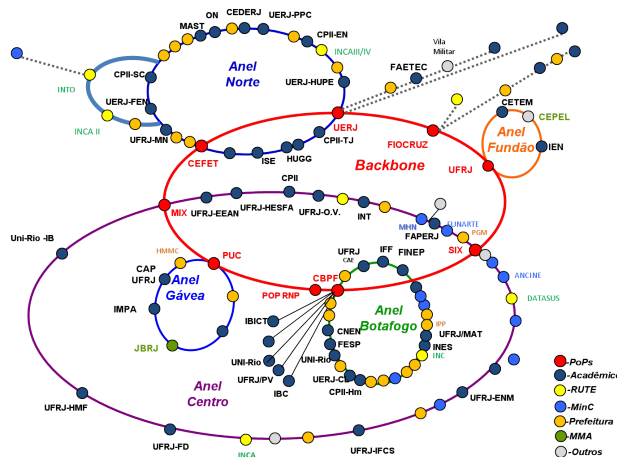 ON
CEDERJ
UERJ-PPC
MAST
CPII-EN
INCAIII/IV
Vila
Militar
CPII-SC
Anel
Norte
FAETEC
INTO
UERJ-HUPE
UERJ-FEN
CETEM
CEPEL
INCA II
UERJ
Anel
Fundão
UFRJ-MN
CPII-TJ
FIOCRUZ
HUGG
IEN
CEFET
ISE
Backbone
UFRJ
CPII
UFRJ-HESFA
UFRJ-EEAN
UFRJ-O.V.
INT
MIX
MHN
FUNARTE
FAPERJ
PGM
Uni-Rio -IB
HMMC
PUC
UFRJ
CAE
IFF
FINEP
SIX
CAP
UFRJ
CBPF
ANCINE
Anel
Gávea
POP RNP
DATASUS
IMPA
IBICT
Anel
Botafogo
IPP
CNEN
UFRJ/MAT
FESP
INES
JBRJ
UNI-Rio
UNI-Rio
INC
UFRJ/PV
UERJ-CB
Anel
Centro
IBC
CPII-Hm
UFRJ-HMF
UFRJ-ENM
UFRJ-FD
INCA
UFRJ-IFCS
-PoPs
-Acadêmico
-RUTE
-MinC
-Prefeitura
-MMA
-Outros